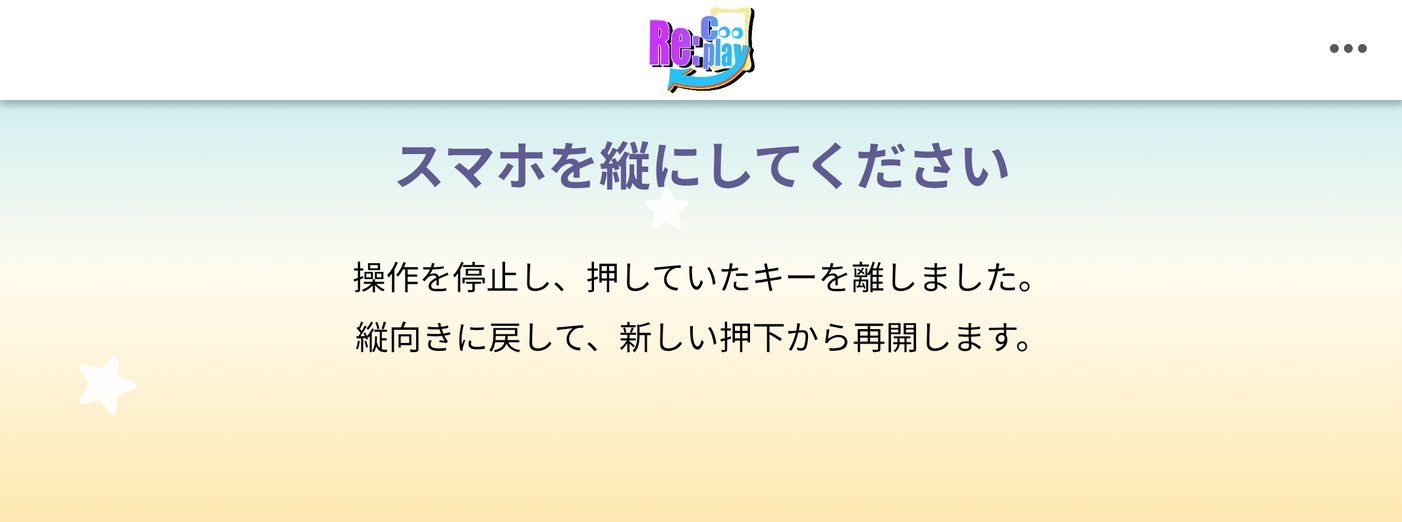 Re:Cooplay
スマホを縦にしてください
操作を停止し、押していたキーを離しました。
縦向きに戻して、新しい押下から再開します。